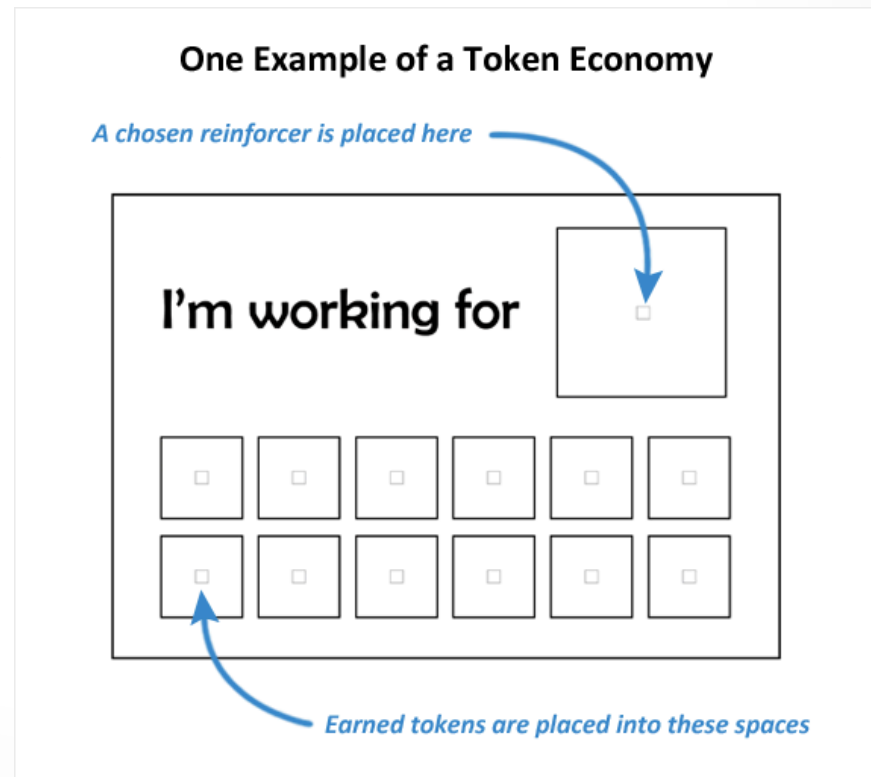 One Example of a Token Economy
A chosen reinforcer is placed here
I'm working for
Earned tokens are placed into these spaces